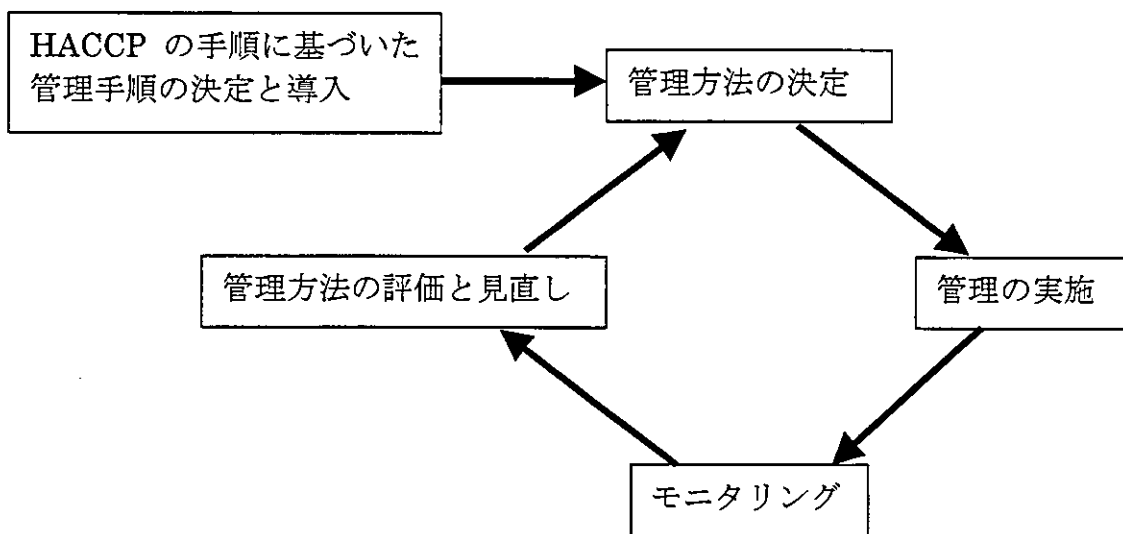 HACCP の手順に基づいた
管理手順の決定と導入
管理方法の決定
管理方法の評価と見直し
管理の実施
モニタリング